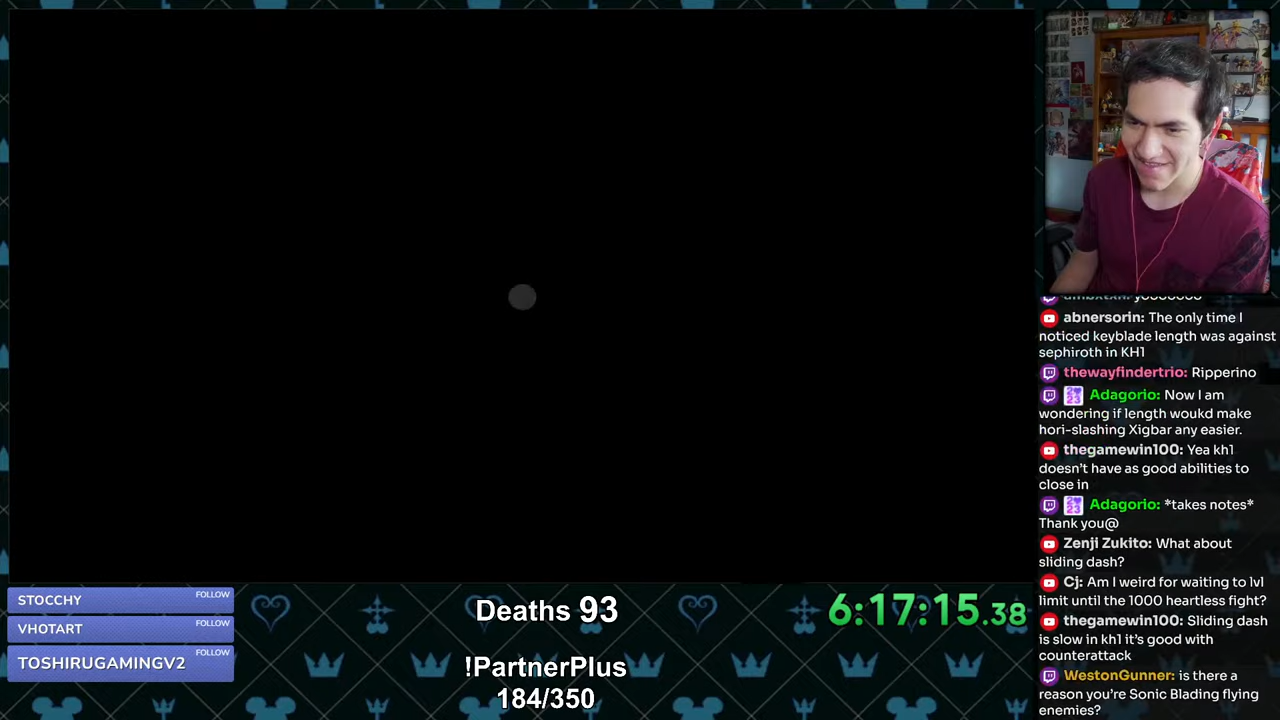 abnersorin: The only time I
noticed keyblade length was against
sephiroth in KH1
thewayfindertrio: Ripperino
Adagorio: Now I am
wondering if length woukd make
hori-slashing Xigbar any easier.
thegamewin100: Yea kh1
doesn't have as good abilities to
close in
Adagorio: *takes notes*
Thank you@
Zenji Zukito: What about
sliding dash?
Cj: Am I weird for waiting to lvl
limit until the 1000 heartless fight?
thegamewin100: Sliding dash
is slow in kh1 it's good with
counterattack
WestonGunner: is there a
reason you're Sonic Blading flying
enemies?
STOCCHY FOLLOW
VHOTART FOLLOW
TOSHIRUGAMINGV2 FOLLOW
Deaths 93
!PartnerPlus
184/350
6:17:15.38